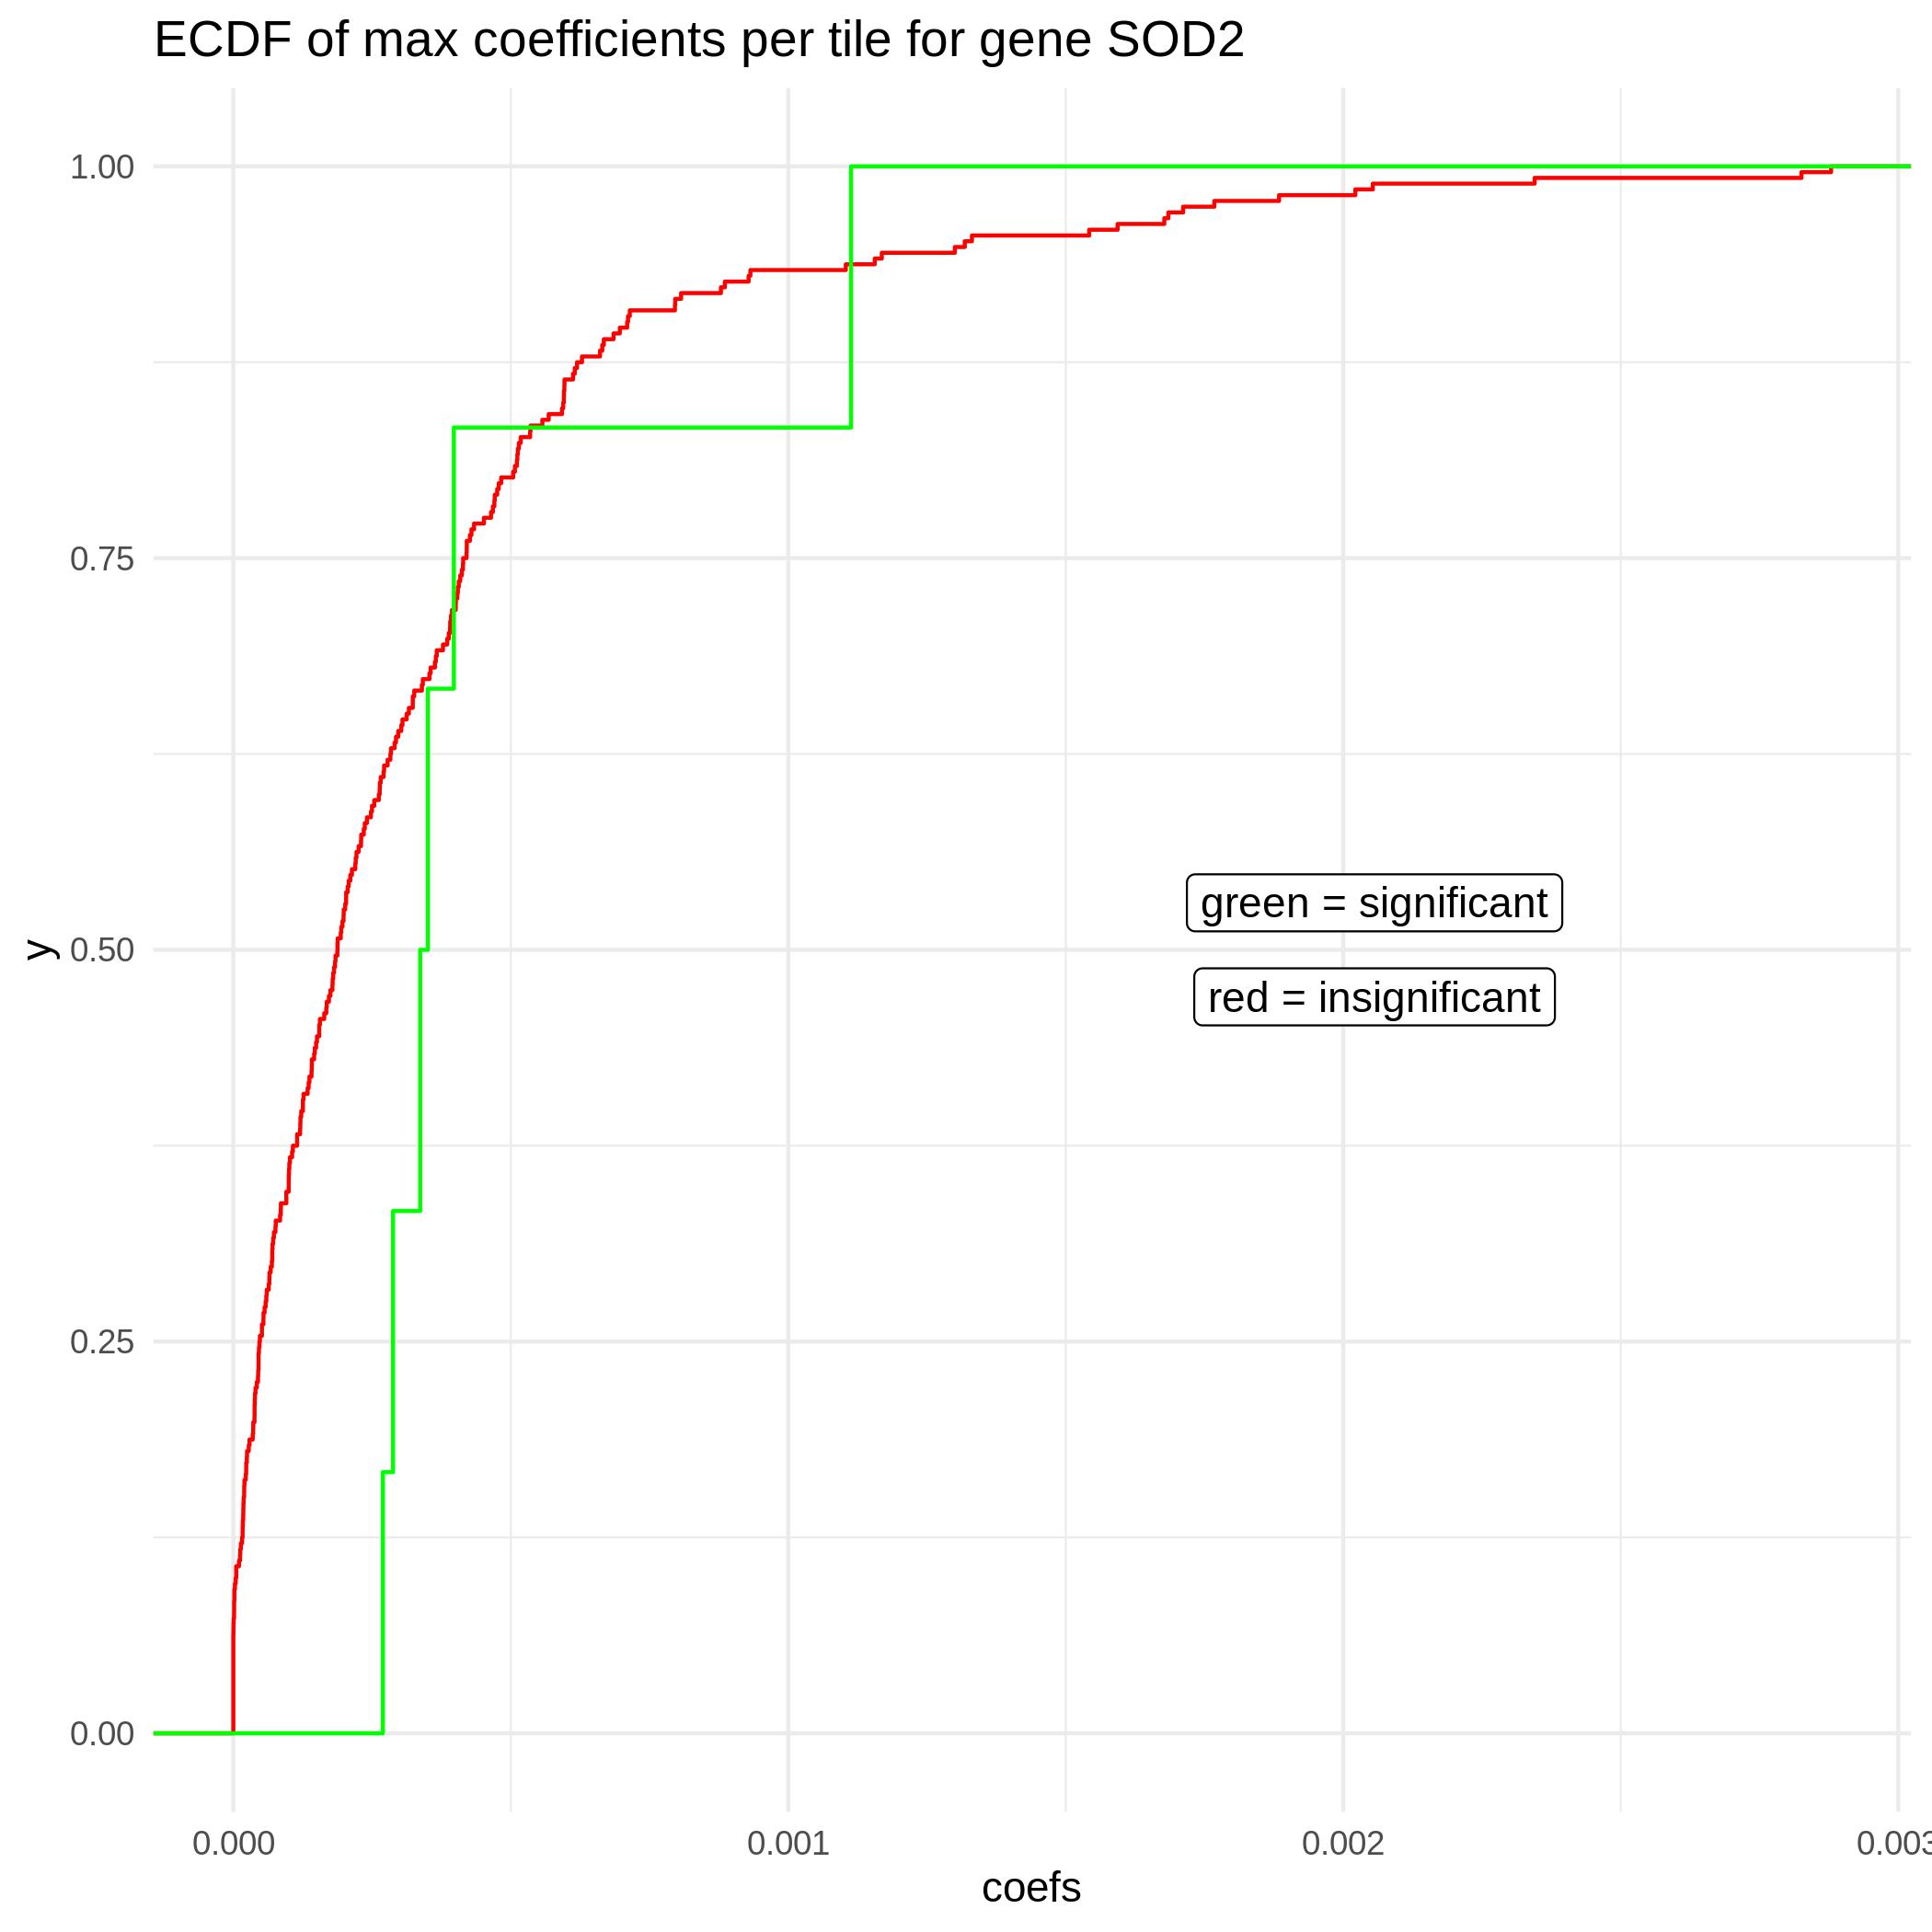 ECDF of max coefficients per tile for gene SOD2
1.00
0.75
0.50
0.25
0.00
y
green = significant
red = insignificant
0.000
0.001
0.002
0.003
coefs